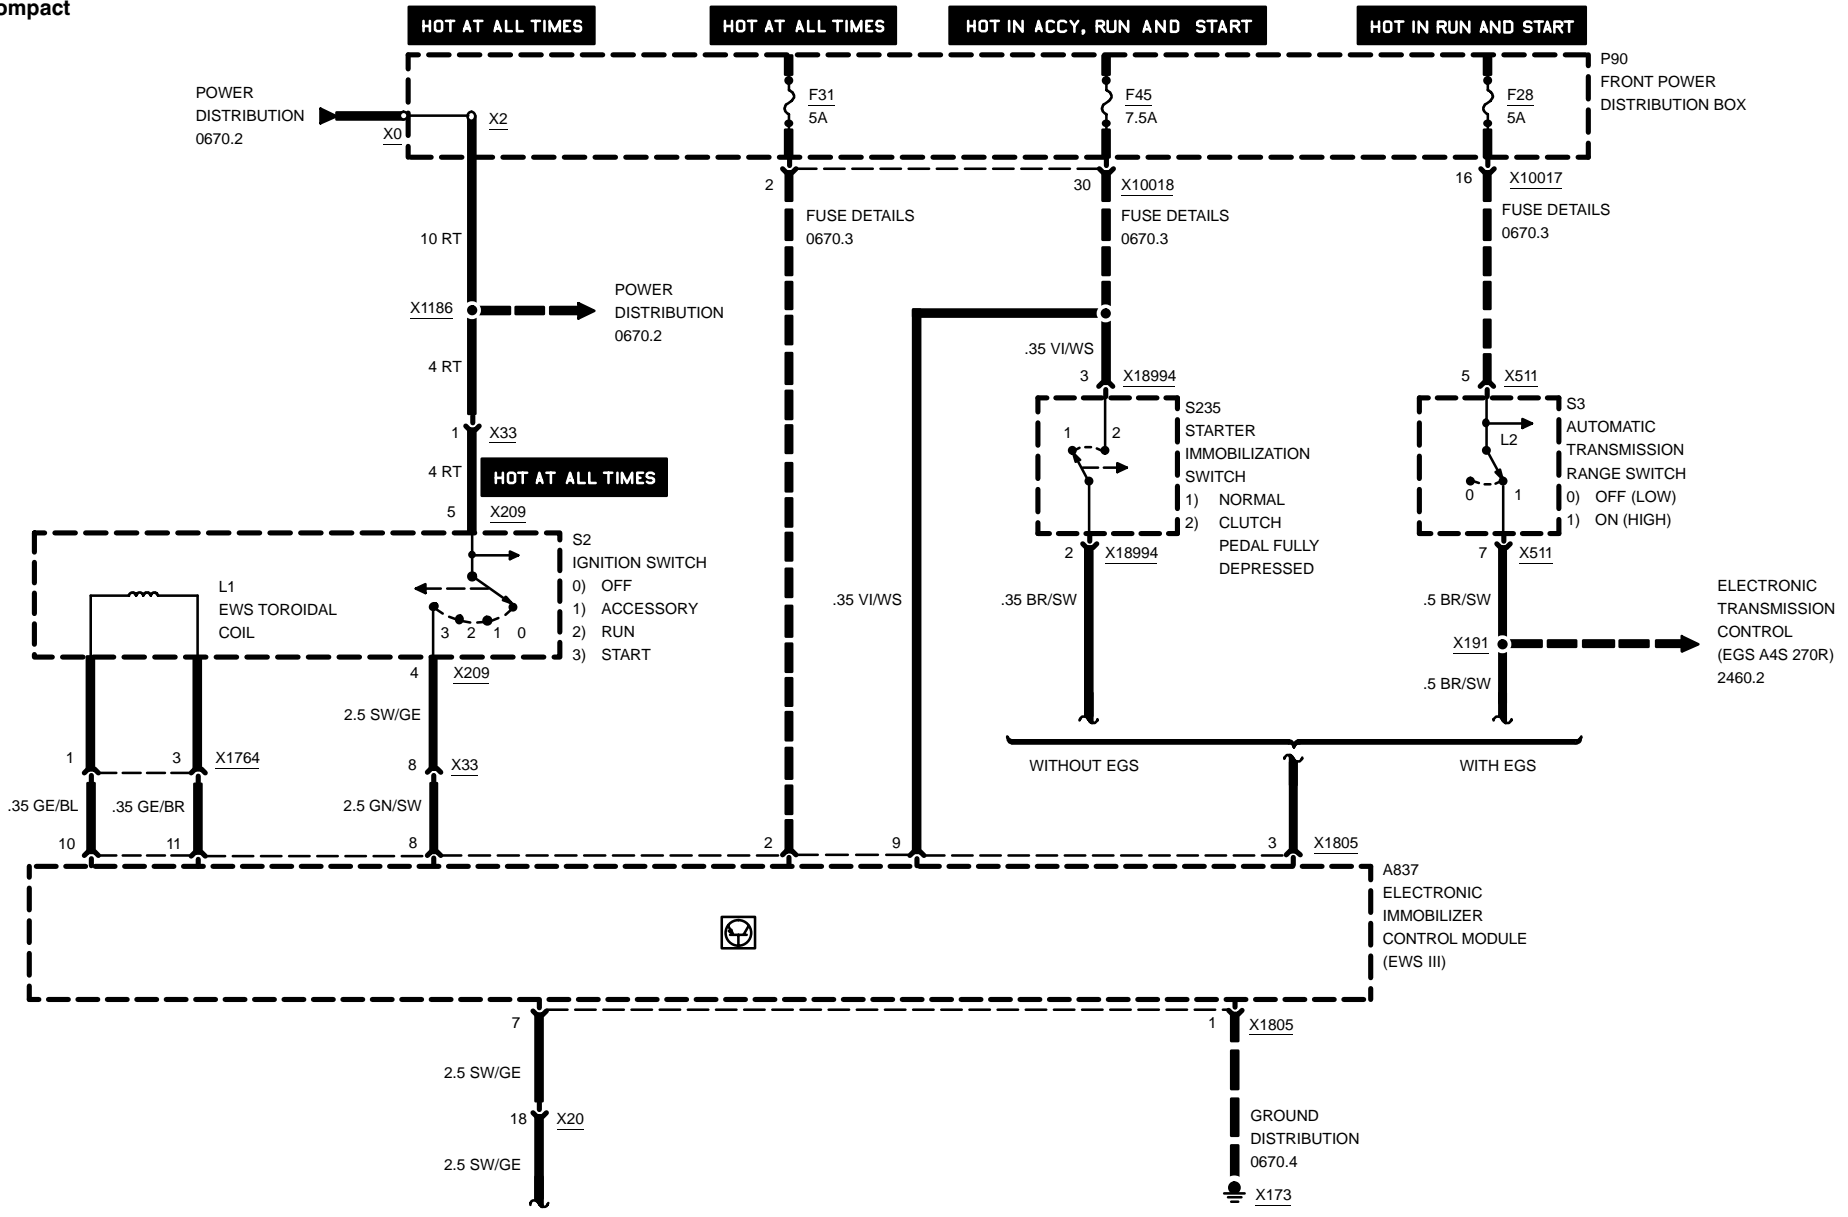 ompact
HOT AT ALL TIMES
HOT AT ALL TIMES
HOT IN ACCY, RUN AND START
HOT IN RUN AND START
P90
FRONT POWER
DISTRIBUTION BOX
POWER
DISTRIBUTION
0670.2
X0
X2
F31
5A
F45
7.5A
F28
5A
2
30
X10018
16
X10017
FUSE DETAILS
0670.3
FUSE DETAILS
0670.3
FUSE DETAILS
0670.3
10 RT
X1186
POWER
DISTRIBUTION
0670.2
4 RT
.35 VI/WS
3
X18994
5
X511
1
X33
4 RT
HOT AT ALL TIMES
5
X209
1
2
S235
STARTER
IMMOBILIZATION
SWITCH
1) NORMAL
2) CLUTCH
PEDAL FULLY
DEPRESSED
L2
0
1
S3
AUTOMATIC
TRANSMISSION
RANGE SWITCH
0) OFF (LOW)
1) ON (HIGH)
L1
EWS TOROIDAL
COIL
3 2 1 0
S2
IGNITION SWITCH
0) OFF
1) ACCESSORY
2) RUN
3) START
2
X18994
7
X511
.35 VI/WS
.35 BR/SW
.5 BR/SW
X191
.5 BR/SW
ELECTRONIC
TRANSMISSION
CONTROL
(EGS A4S 270R)
2460.2
4
X209
2.5 SW/GE
1
3
X1764
8
X33
WITHOUT EGS
WITH EGS
.35 GE/BL
.35 GE/BR
2.5 GN/SW
10
11
8
2
9
3
X1805
A837
ELECTRONIC
IMMOBILIZER
CONTROL MODULE
(EWS III)
7
1
X1805
2.5 SW/GE
18
X20
2.5 SW/GE
GROUND
DISTRIBUTION
0670.4
X173